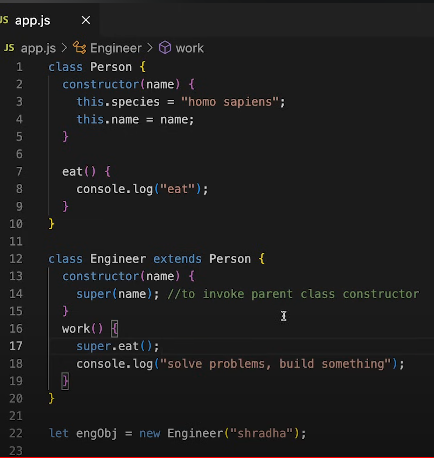 JS app.js ×
JS app.js > Engineer > work
1 class Person {
2 constructor(name) {
3 this.species = "homo sapiens";
4 this.name = name;
5 }
6
7 eat() {
8 console.log("eat");
9 }
10 }
11
12 class Engineer extends Person {
13 constructor(name) {
14 super(name); //to invoke parent class constructor
15 }
16 work() {
17 super.eat();
18 console.log("solve problems, build something");
19 }
20 }
21
22 let engObj = new Engineer("shradha");
23